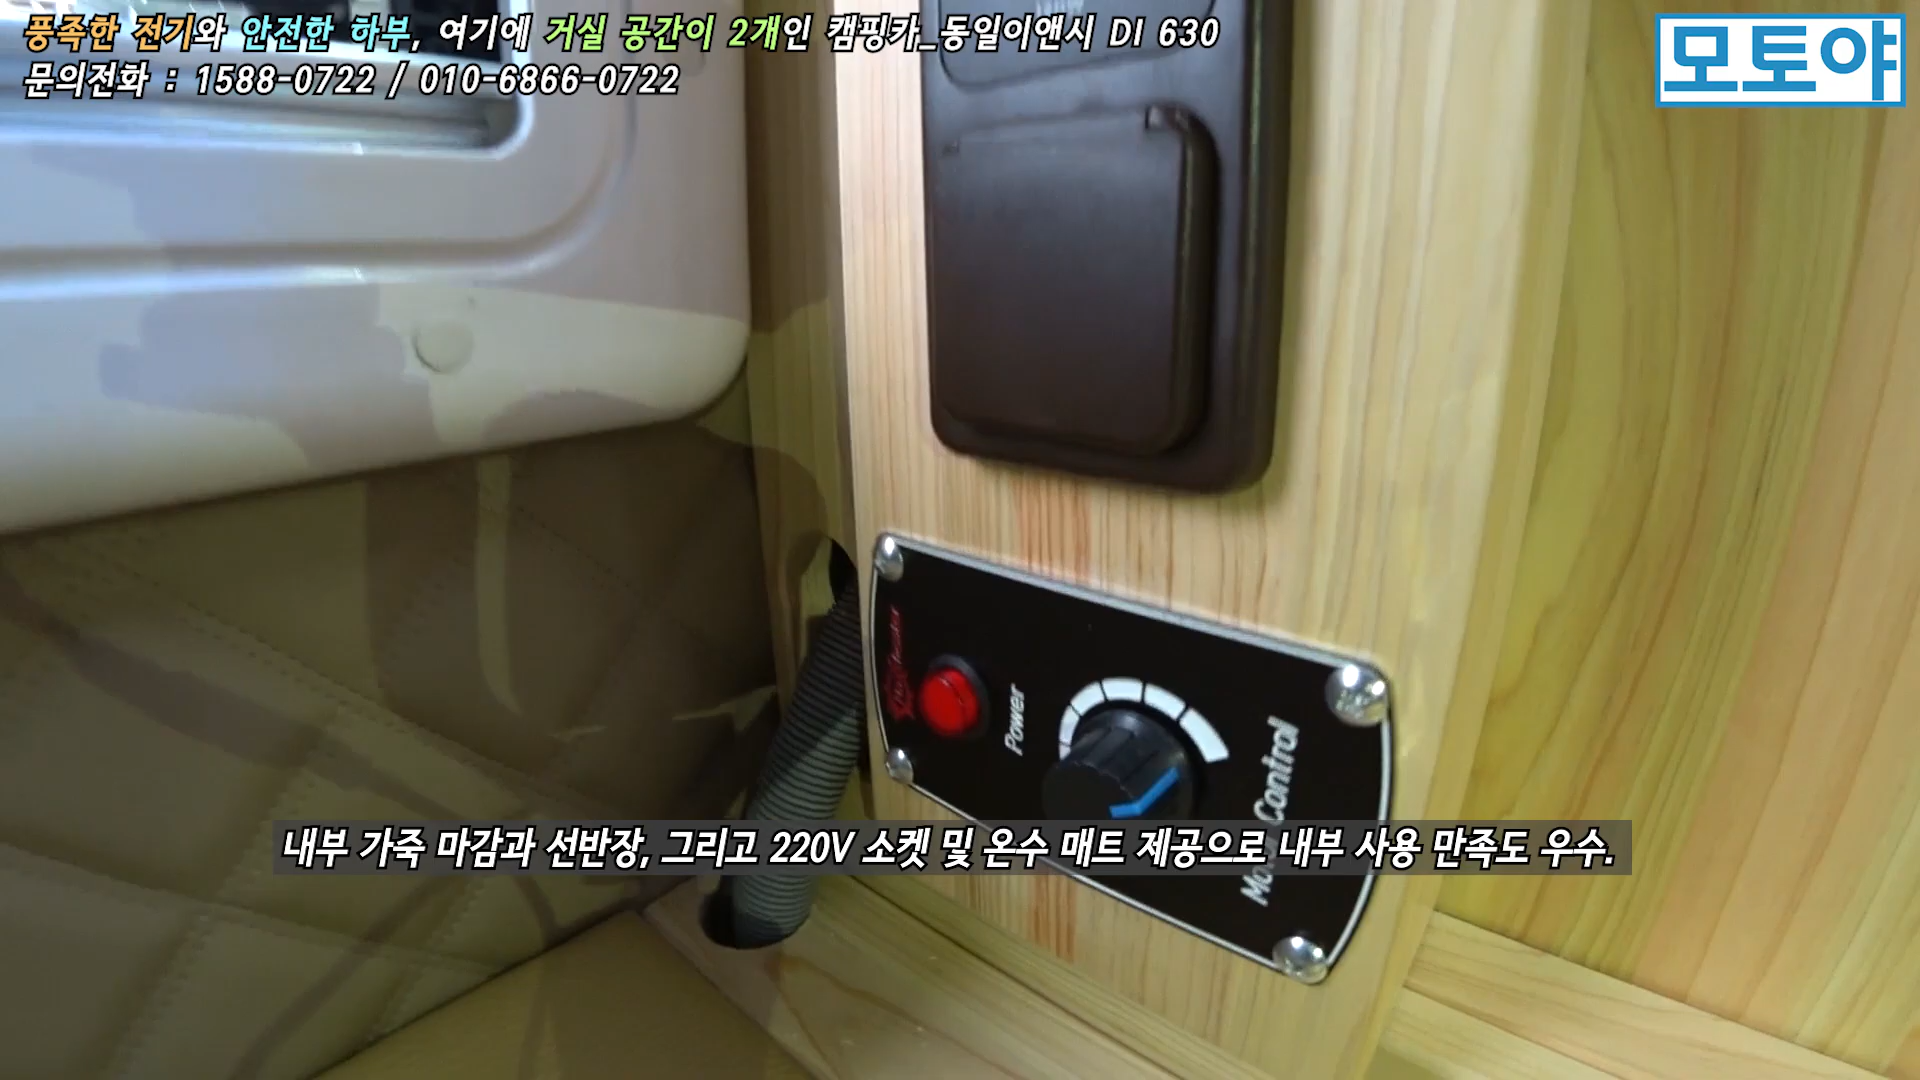 풍족한 전기와 안전한 하부, 여기에 거실 공간이 2개인 캠핑카_동일이앤시 DI 630
문의전화 : 1588-0722 / 010-6866-0722
모토야
Power
Control
내부 가죽 마감과 선반장, 그리고 220V 소켓 및 온수 매트 제공으로 내부 사용 만족도 우수.